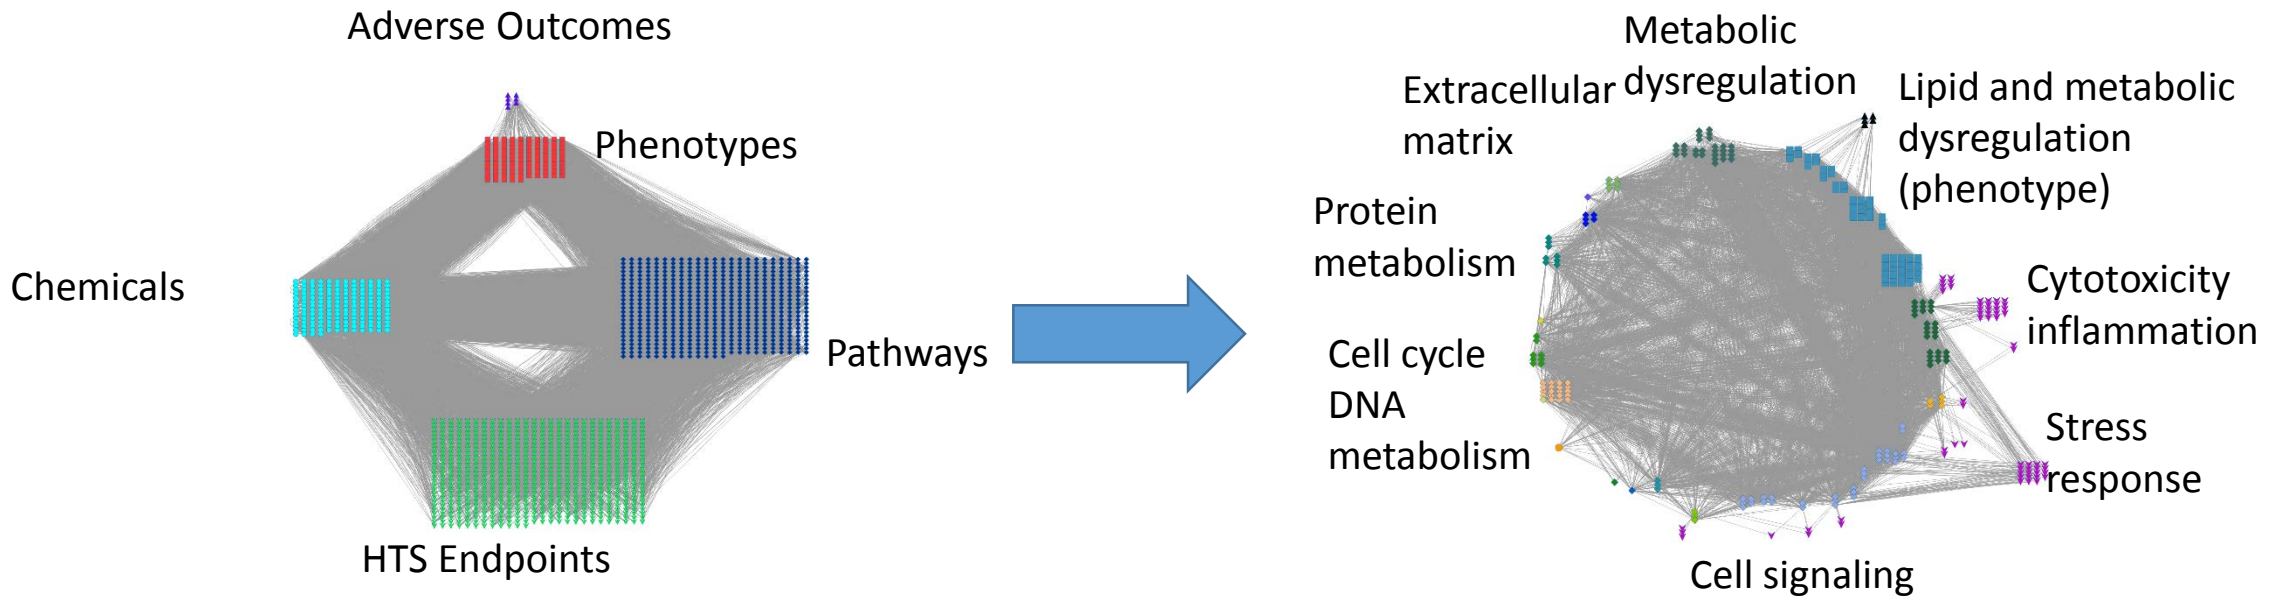 Adverse Outcomes
Phenotypes
Chemicals
Pathways
HTS Endpoints
Metabolic
dysregulation
Extracellular
matrix
Lipid and metabolic
dysregulation
(phenotype)
Protein
metabolism
Cytotoxicity
inflammation
Cell cycle
DNA
metabolism
Stress
response
Cell signaling